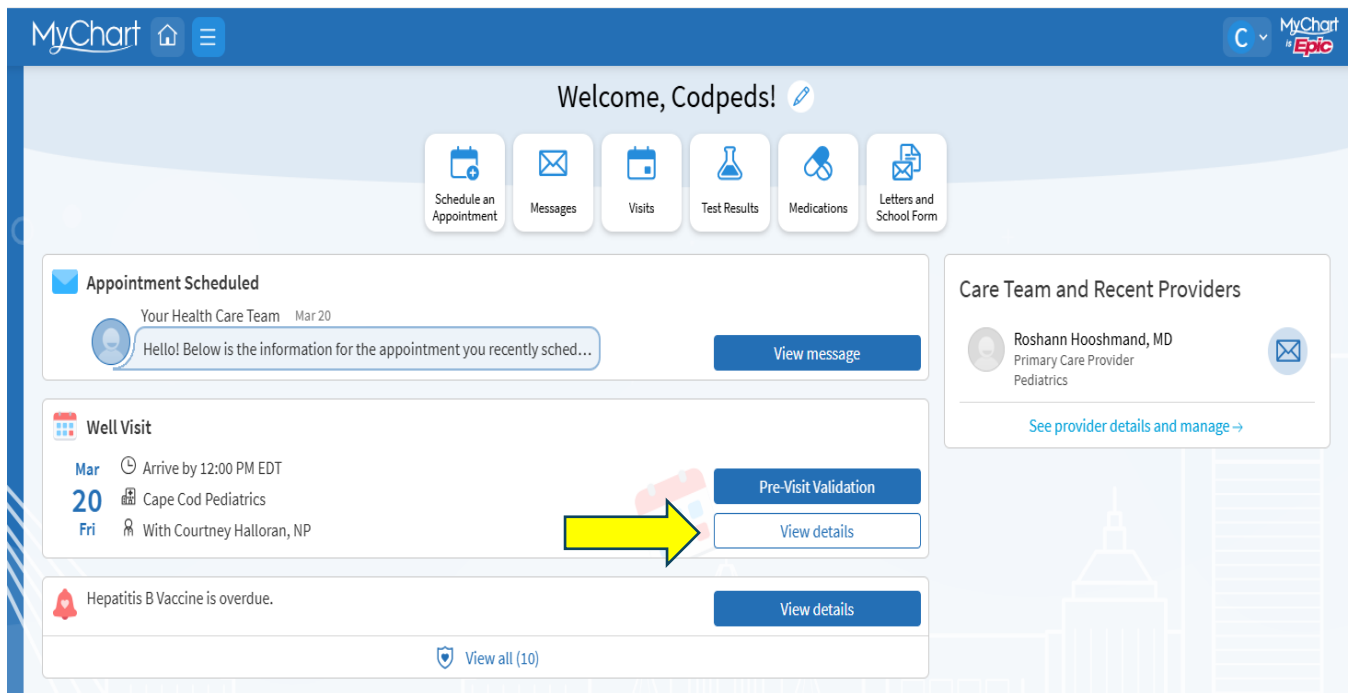 MyChart
C
MyChart
is Epic
Welcome, Codpeds!
Schedule an
Appointment
Messages
Visits
Test Results
Medications
Letters and
School Form
Appointment Scheduled
Your Health Care Team Mar 20
Hello! Below is the information for the appointment you recently sched...
View message
Well Visit
Mar
20
Fri
Arrive by 12:00 PM EDT
Cape Cod Pediatrics
With Courtney Halloran, NP
Pre-Visit Validation
View details
Hepatitis B Vaccine is overdue.
View details
View all (10)
Care Team and Recent Providers
Roshann Hooshmand, MD
Primary Care Provider
Pediatrics
See provider details and manage→